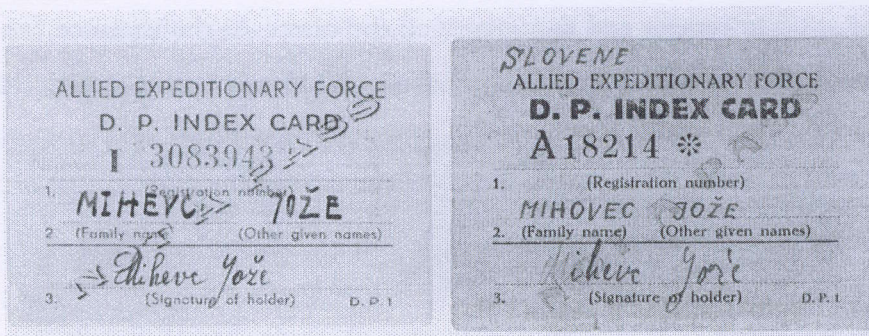 ALLIED EXPEDITIONARY FORCE
D. P. INDEX CARD
I 3083943
1. (Registration number)
MIHEVC JOŽE
2. (Family name) (Other given names)
Mihevc Jože
3. (Signature of holder) D. P. 1
SLOVENE
ALLIED EXPEDITIONARY FORCE
D. P. INDEX CARD
A18214 *
1. (Registration number)
MIHOVEC JOŽE
2. (Family name) (Other given names)
Mihevc Jože
3. (Signature of holder) D. P. 1